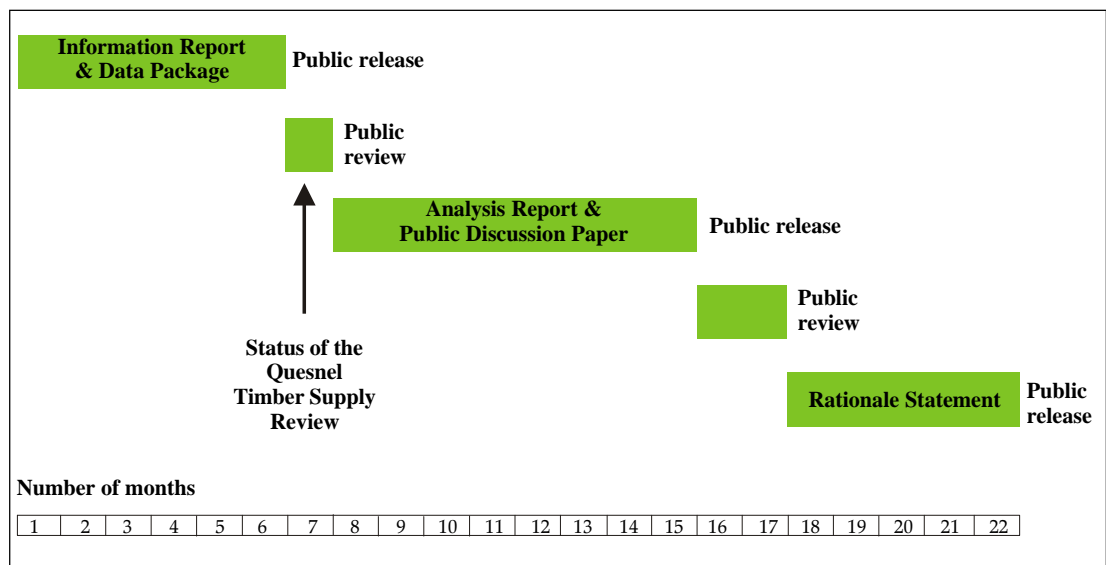 Information Report
& Data Package
Public release
Public
review
Analysis Report &
Public Discussion Paper
Public release
Public
review
Status of the
Quesnel
Timber Supply
Review
Rationale Statement
Public
release
Number of months
1 2 3 4 5 6 7 8 9 10 11 12 13 14 15 16 17 18 19 20 21 22